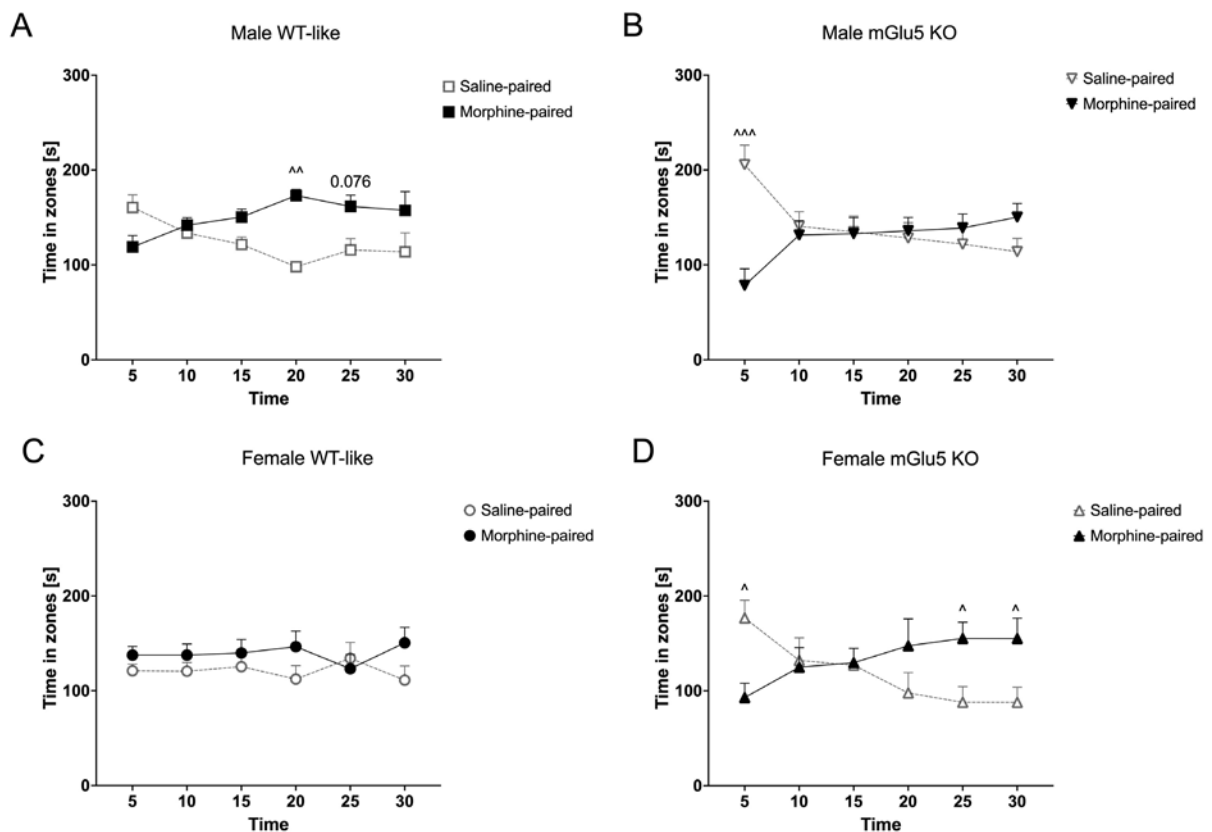 A
Male WT-like
Saline-paired
Morphine-paired
Time in zones [s]
300
200
100
0
^^
0.076
5 10 15 20 25 30
Time
B
Male mGlu5 KO
Saline-paired
Morphine-paired
Time in zones [s]
300
200
100
0
^^^
5 10 15 20 25 30
Time
C
Female WT-like
Saline-paired
Morphine-paired
Time in zones [s]
300
200
100
0
5 10 15 20 25 30
Time
D
Female mGlu5 KO
Saline-paired
Morphine-paired
Time in zones [s]
300
200
100
0
^ ^ ^
5 10 15 20 25 30
Time